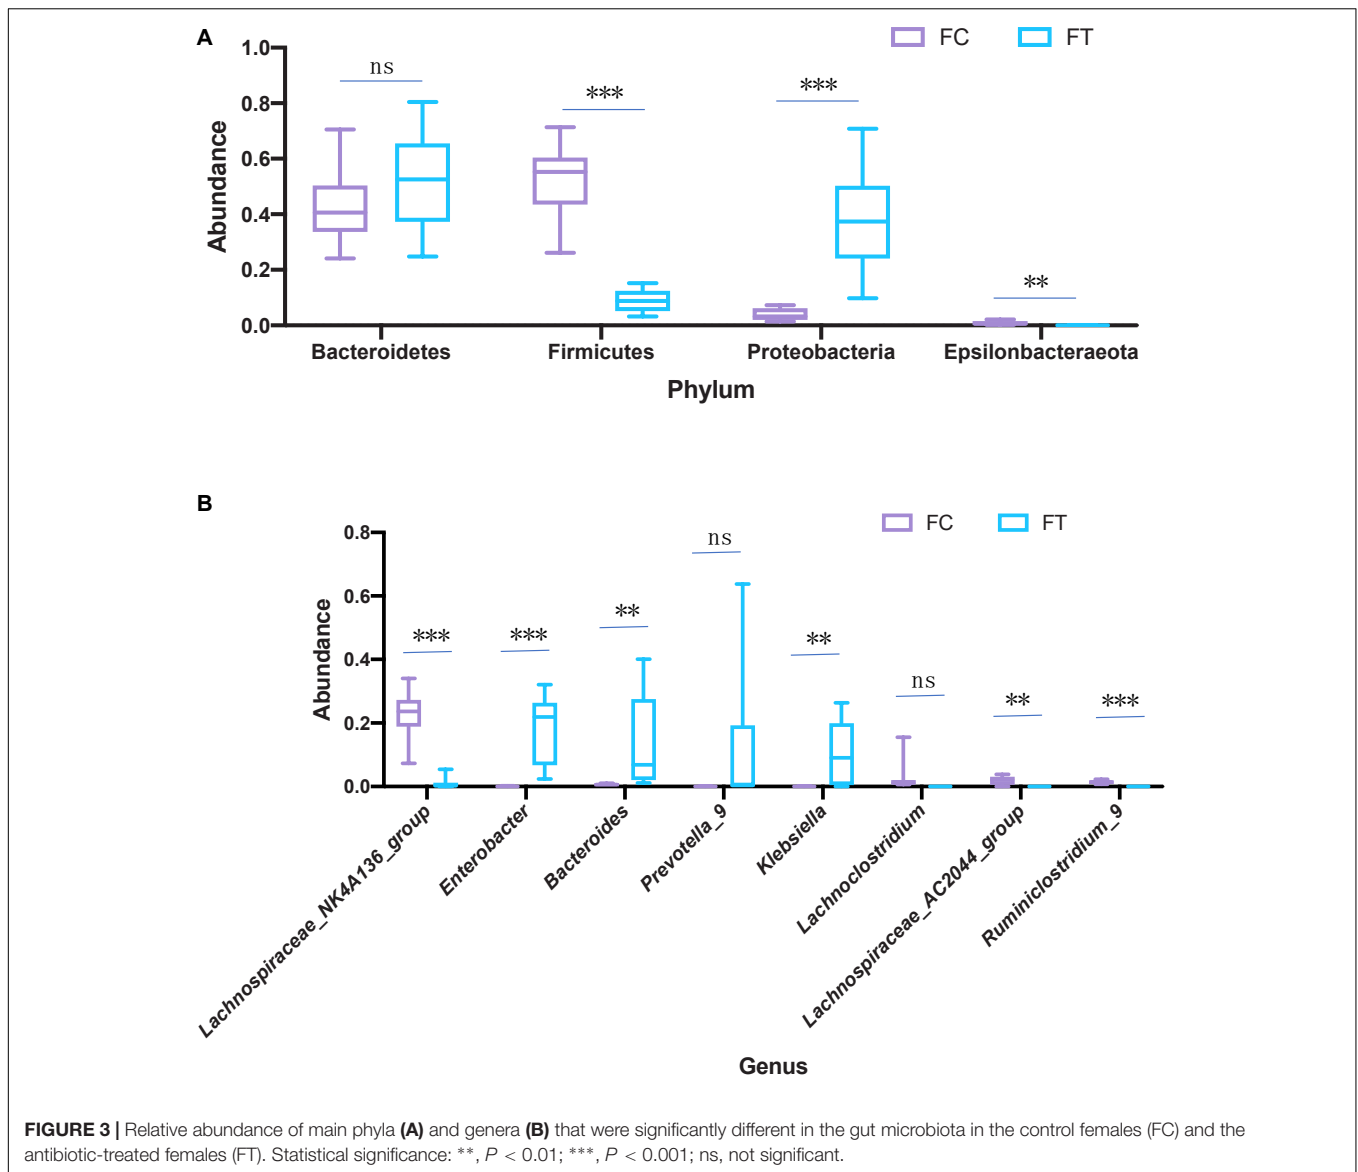 A
FC FT
1.0
0.8
0.6
0.4
0.2
0.0
Abundance
ns *** *** **
Bacteroidetes Firmicutes Proteobacteria Epsilonbacteraeota
Phylum
B
FC FT
0.8
0.6
0.4
0.2
0.0
Abundance
*** *** ** ns ** ns ** ***
Lachnospiraceae_NK4A136_group
Enterobacter
Bacteroides
Prevotella_9
Klebsiella
Lachnoclostridium
Lachnospiraceae_AC2044_group
Ruminiclostridium_9
Genus
FIGURE 3 | Relative abundance of main phyla (A) and genera (B) that were significantly different in the gut microbiota in the control females (FC) and the
antibiotic-treated females (FT). Statistical significance: **, P < 0.01; ***, P < 0.001; ns, not significant.